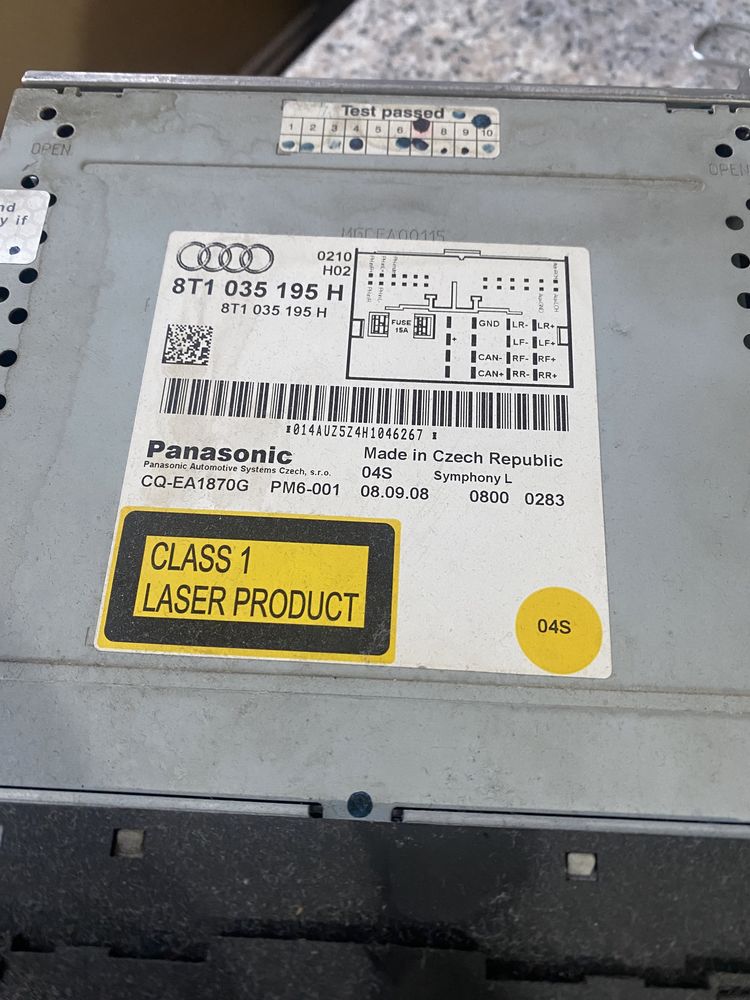 Test passed
1 2 3 4 5 6 8 9 10
OPEN
OPEN
nd
y if
0210
H02
8T1 035 195 H
8T1 035 195 H
FUSE
15A
+
GND LR- LR+
LF- LF+
CAN- RF- RF+
CAN+ RR- RR+
*014AUZ5Z4H1046267 *
Panasonic
Panasonic Automotive Systems Czech, s.r.o.
Made in Czech Republic
04S Symphony L
CQ-EA1870G PM6-001 08.09.08 0800 0283
CLASS 1
LASER PRODUCT
04S